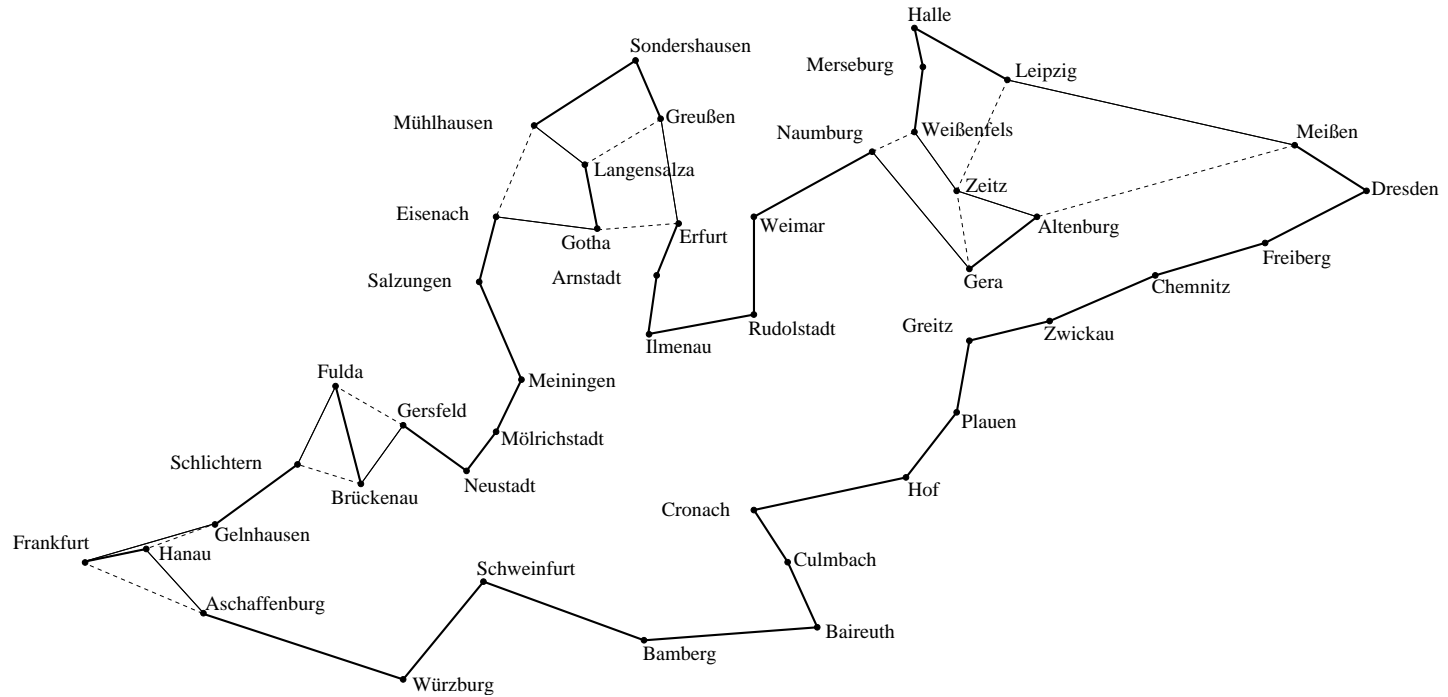 Halle
Sondershausen
Merseburg
Leipzig
Mühlhausen
Greußen
Naumburg
Weißenfels
Meißen
Langensalza
Zeitz
Dresden
Eisenach
Gotha
Erfurt
Weimar
Altenburg
Salzungen
Arnstadt
Gera
Freiberg
Chemnitz
Ilmenau
Rudolstadt
Greitz
Zwickau
Fulda
Meiningen
Gersfeld
Plauen
Mölrichstadt
Schlichtern
Brückenau
Neustadt
Hof
Cronach
Gelnhausen
Frankfurt
Hanau
Culmbach
Schweinfurt
Aschaffenburg
Baireuth
Bamberg
Würzburg